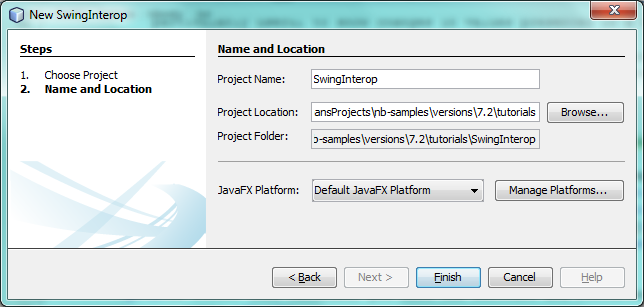 New SwingInterop
Steps
1. Choose Project
2. Name and Location
Name and Location
Project Name: SwingInterop
Project Location: ansProjects\nb-samples\versions\7.2\tutorials Browse...
Project Folder: o-samples\versions\7.2\tutorials\SwingInterop
JavaFX Platform: Default JavaFX Platform Manage Platforms...
< Back Next > Finish Cancel Help